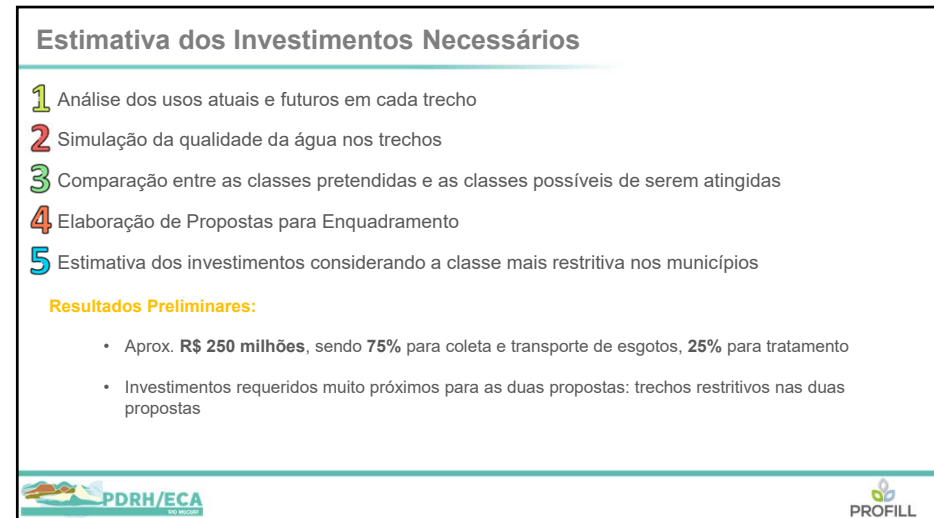 Estimativa dos Investimentos Necessários
1 Análise dos usos atuais e futuros em cada trecho
2 Simulação da qualidade da água nos trechos
3 Comparação entre as classes pretendidas e as classes possíveis de serem atingidas
4 Elaboração de Propostas para Enquadramento
5 Estimativa dos investimentos considerando a classe mais restritiva nos municípios
Resultados Preliminares:
• Aprox. R$ 250 milhões, sendo 75% para coleta e transporte de esgotos, 25% para tratamento
• Investimentos requeridos muito próximos para as duas propostas: trechos restritivos nas duas
propostas
PDRH/ECA
RIO MUCURI
PROFILL